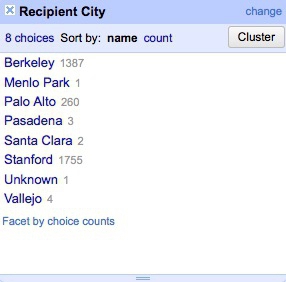 Recipient City change
8 choices Sort by: name count Cluster
Berkeley 1387
Menlo Park 1
Palo Alto 260
Pasadena 3
Santa Clara 2
Stanford 1755
Unknown 1
Vallejo 4
Facet by choice counts